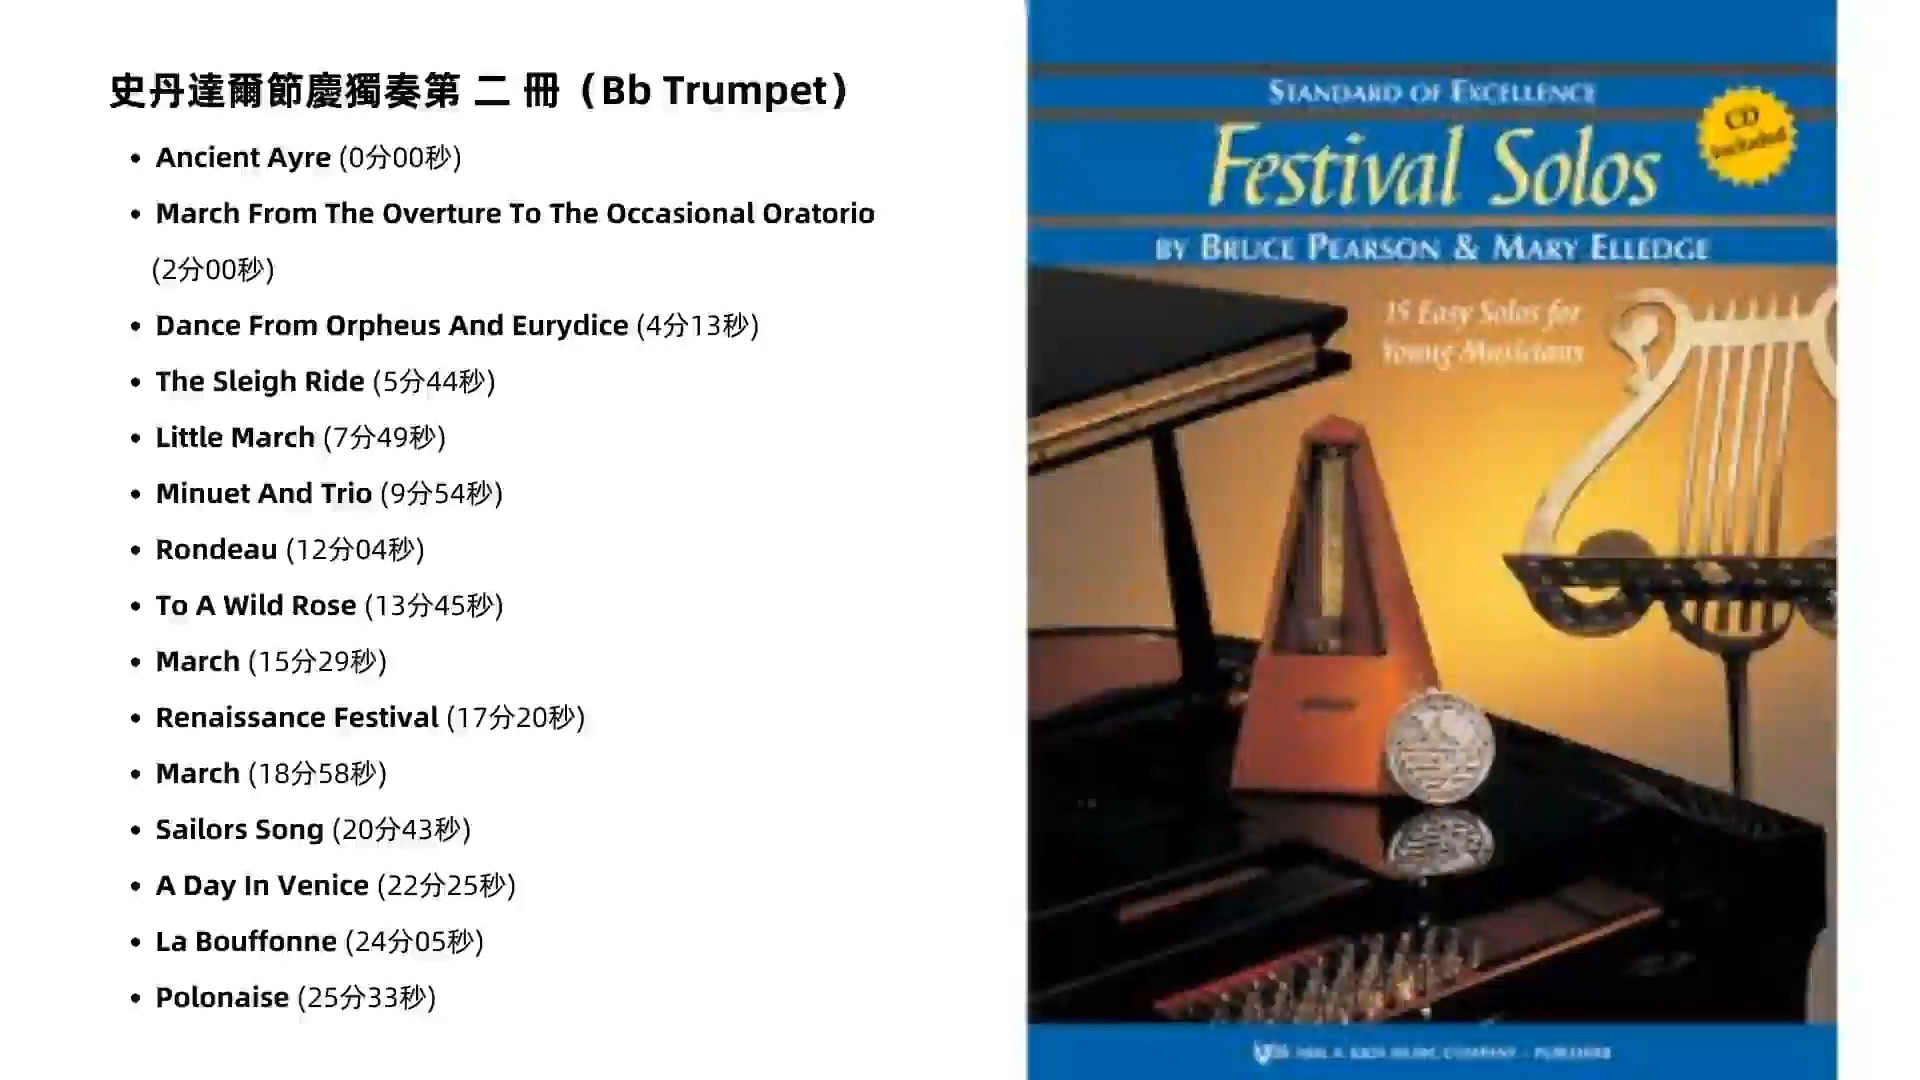 史丹達爾節慶獨奏第 二 冊（Bb Trumpet）
• Ancient Ayre (0分00秒)
• March From The Overture To The Occasional Oratorio
(2分00秒)
• Dance From Orpheus And Eurydice (4分13秒)
• The Sleigh Ride (5分44秒)
• Little March (7分49秒)
• Minuet And Trio (9分54秒)
• Rondeau (12分04秒)
• To A Wild Rose (13分45秒)
• March (15分29秒)
• Renaissance Festival (17分20秒)
• March (18分58秒)
• Sailors Song (20分43秒)
• A Day In Venice (22分25秒)
• La Bouffonne (24分05秒)
• Polonaise (25分33秒)
STANDARD OF EXCELLENCE
Festival Solos
CD
Included
BY BRUCE PEARSON & MARY ELLEDGE
15 Easy Solos for
Young Musicians
NEIL A. KJOS MUSIC COMPANY - PUBLISHER